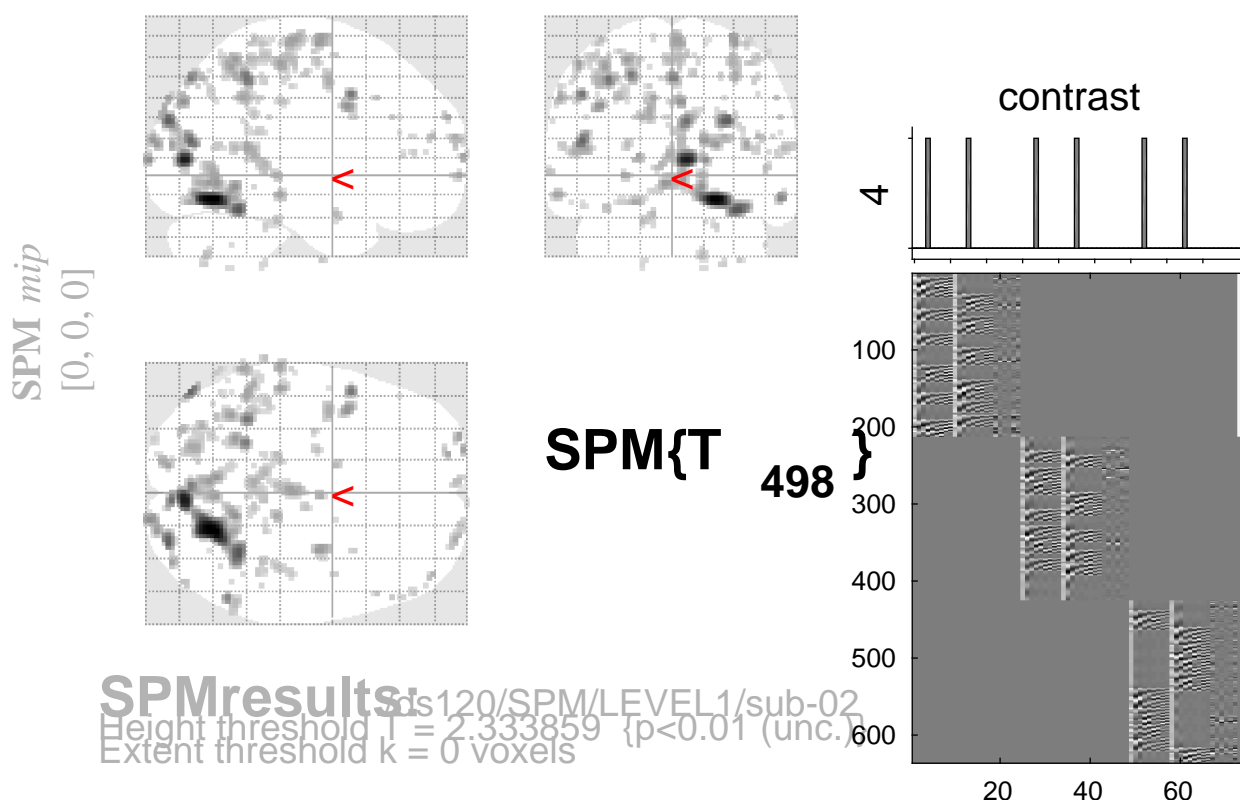 contrast
4
SPM mip
[0, 0, 0]
<
<
<
SPM{T498}
100
200
300
400
500
600
20 40 60
SPMresults: /ds120/SPM/LEVEL1/sub-02
Height threshold T = 2.333859 {p<0.01 (unc.)}
Extent threshold k = 0 voxels